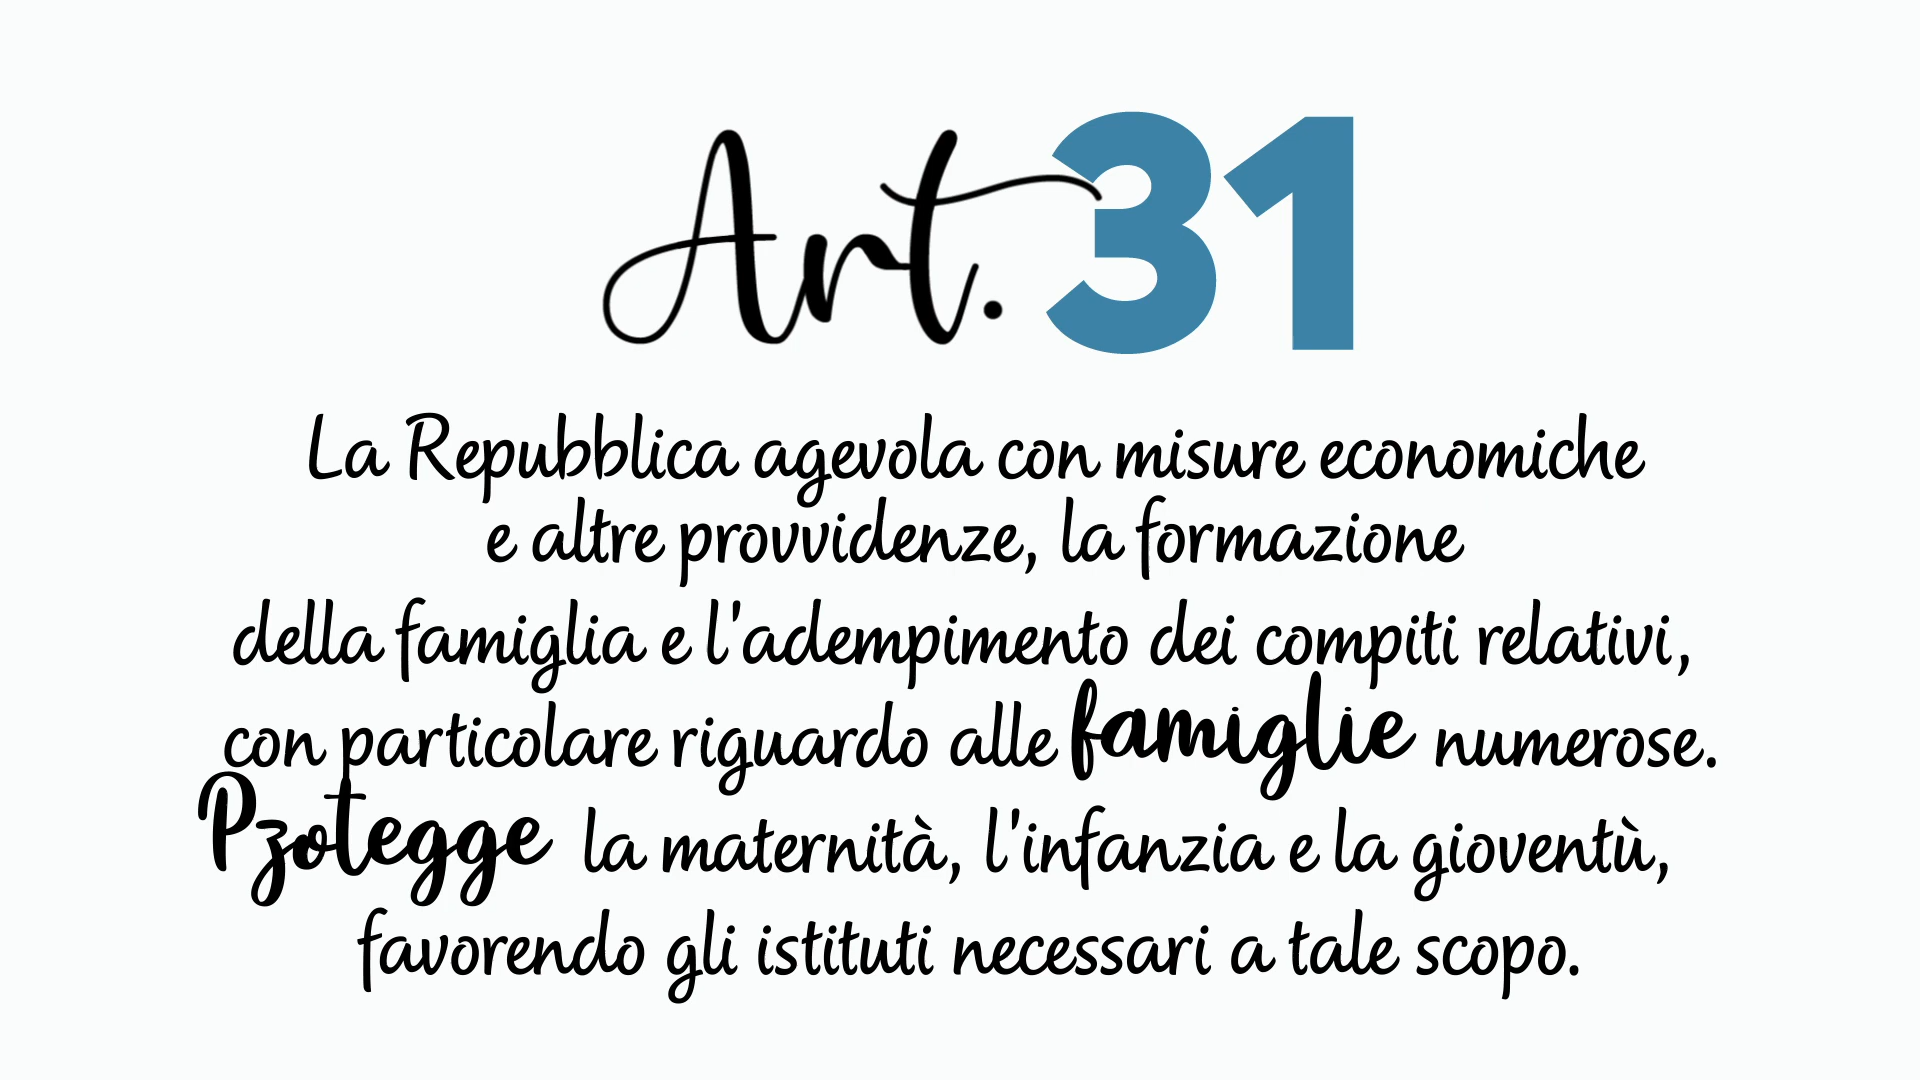 Art. 31
La Repubblica agevola con misure economiche
e altre provvidenze, la formazione
della famiglia e l'adempimento dei compiti relativi,
con particolare riguardo alle famiglie numerose.
Pzotegge la maternità, l'infanzia e la gioventù,
favorendo gli istituti necessari a tale scopo.